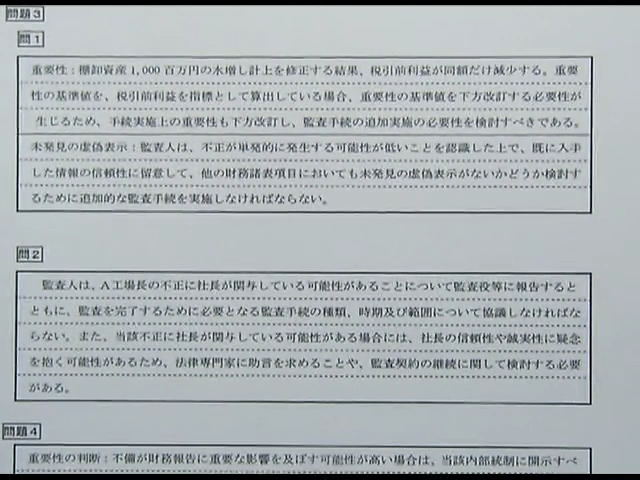 問題3
問1
重要性：棚卸資産1,000百万円の水増し計上を修正する結果、税引前利益が同額だけ減少する。重要
性の基準値を、税引前利益を指標として算出している場合、重要性の基準値を下方改訂する必要性が
生じるため、手続実施上の重要性も下方改訂し、監査手続の追加実施の必要性を検討すべきである。
未発見の虚偽表示：監査人は、不正が単発的に発生する可能性が低いことを認識した上で、既に入手
した情報の信頼性に留意して、他の財務諸表項目においても未発見の虚偽表示がないかどうか検討す
るために追加的な監査手続を実施しなければならない。
問2
監査人は、A工場長の不正に社長が関与している可能性があることについて監査役等に報告すると
ともに、監査を完了するために必要となる監査手続の種類、時期及び範囲について協議しなければな
らない。また、当該不正に社長が関与している可能性がある場合には、社長の信頼性や誠実性に疑念
を抱く可能性があるため、法律専門家に助言を求めることや、監査契約の継続に関して検討する必要
がある。
問題4
重要性の判断：不備が財務報告に重要な影響を及ぼす可能性が高い場合は、当該内部統制に開示すべ